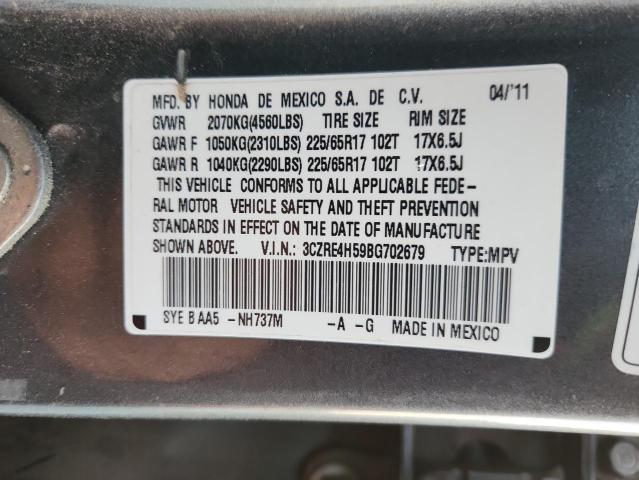 MFD. BY HONDA DE MEXICO S.A. DE C.V. 04/'11
GVWR 2070KG(4560LBS) TIRE SIZE RIM SIZE
GAWR F 1050KG(2310LBS) 225/65R17 102T 17X6.5J
GAWR R 1040KG(2290LBS) 225/65R17 102T 17X6.5J
THIS VEHICLE CONFORMS TO ALL APPLICABLE FEDE-
RAL MOTOR VEHICLE SAFETY AND THEFT PREVENTION
STANDARDS IN EFFECT ON THE DATE OF MANUFACTURE
SHOWN ABOVE. V.I.N.: 3CZRE4H59BG702679 TYPE:MPV
SYE B AA5 -NH737M -A -G MADE IN MEXICO